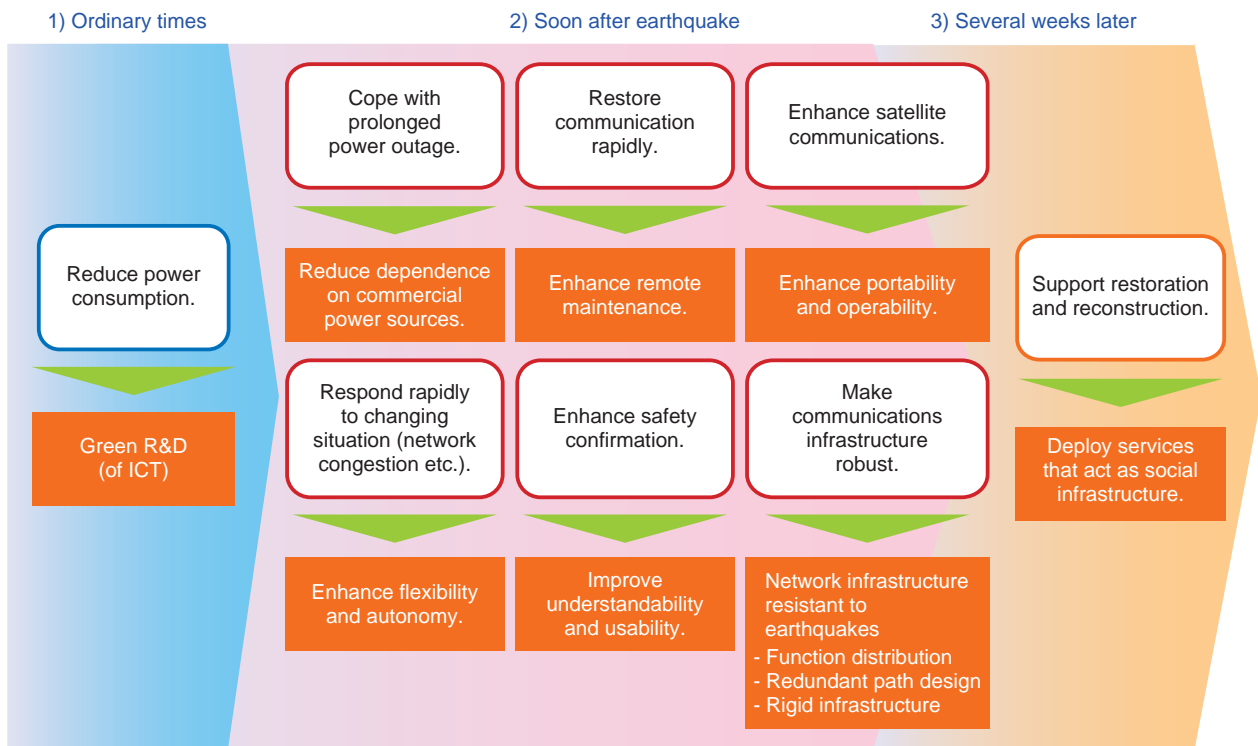 1) Ordinary times
2) Soon after earthquake
3) Several weeks later
Reduce power
consumption.
Green R&D
(of ICT)
Cope with
prolonged
power outage.
Reduce dependence
on commercial
power sources.
Restore
communication
rapidly.
Enhance remote
maintenance.
Enhance satellite
communications.
Enhance portability
and operability.
Respond rapidly
to changing
situation (network
congestion etc.).
Enhance flexibility
and autonomy.
Enhance safety
confirmation.
Improve
understandability
and usability.
Make
communications
infrastructure
robust.
Network infrastructure
resistant to
earthquakes
- Function distribution
- Redundant path design
- Rigid infrastructure
Support restoration
and reconstruction.
Deploy services
that act as social
infrastructure.